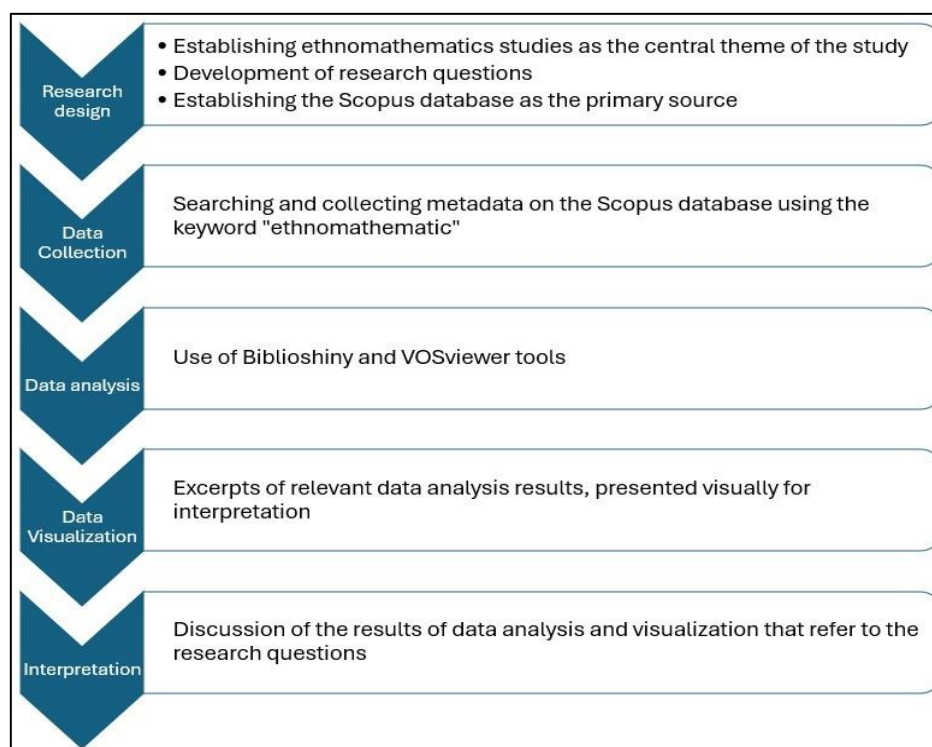 Research
design
• Establishing ethnomathematics studies as the central theme of the study
• Development of research questions
• Establishing the Scopus database as the primary source
Data
Collection
Searching and collecting metadata on the Scopus database using the
keyword "ethnomathematic"
Data analysis
Use of Biblioshiny and VOSviewer tools
Data
Visualization
Excerpts of relevant data analysis results, presented visually for
interpretation
Interpretation
Discussion of the results of data analysis and visualization that refer to the
research questions